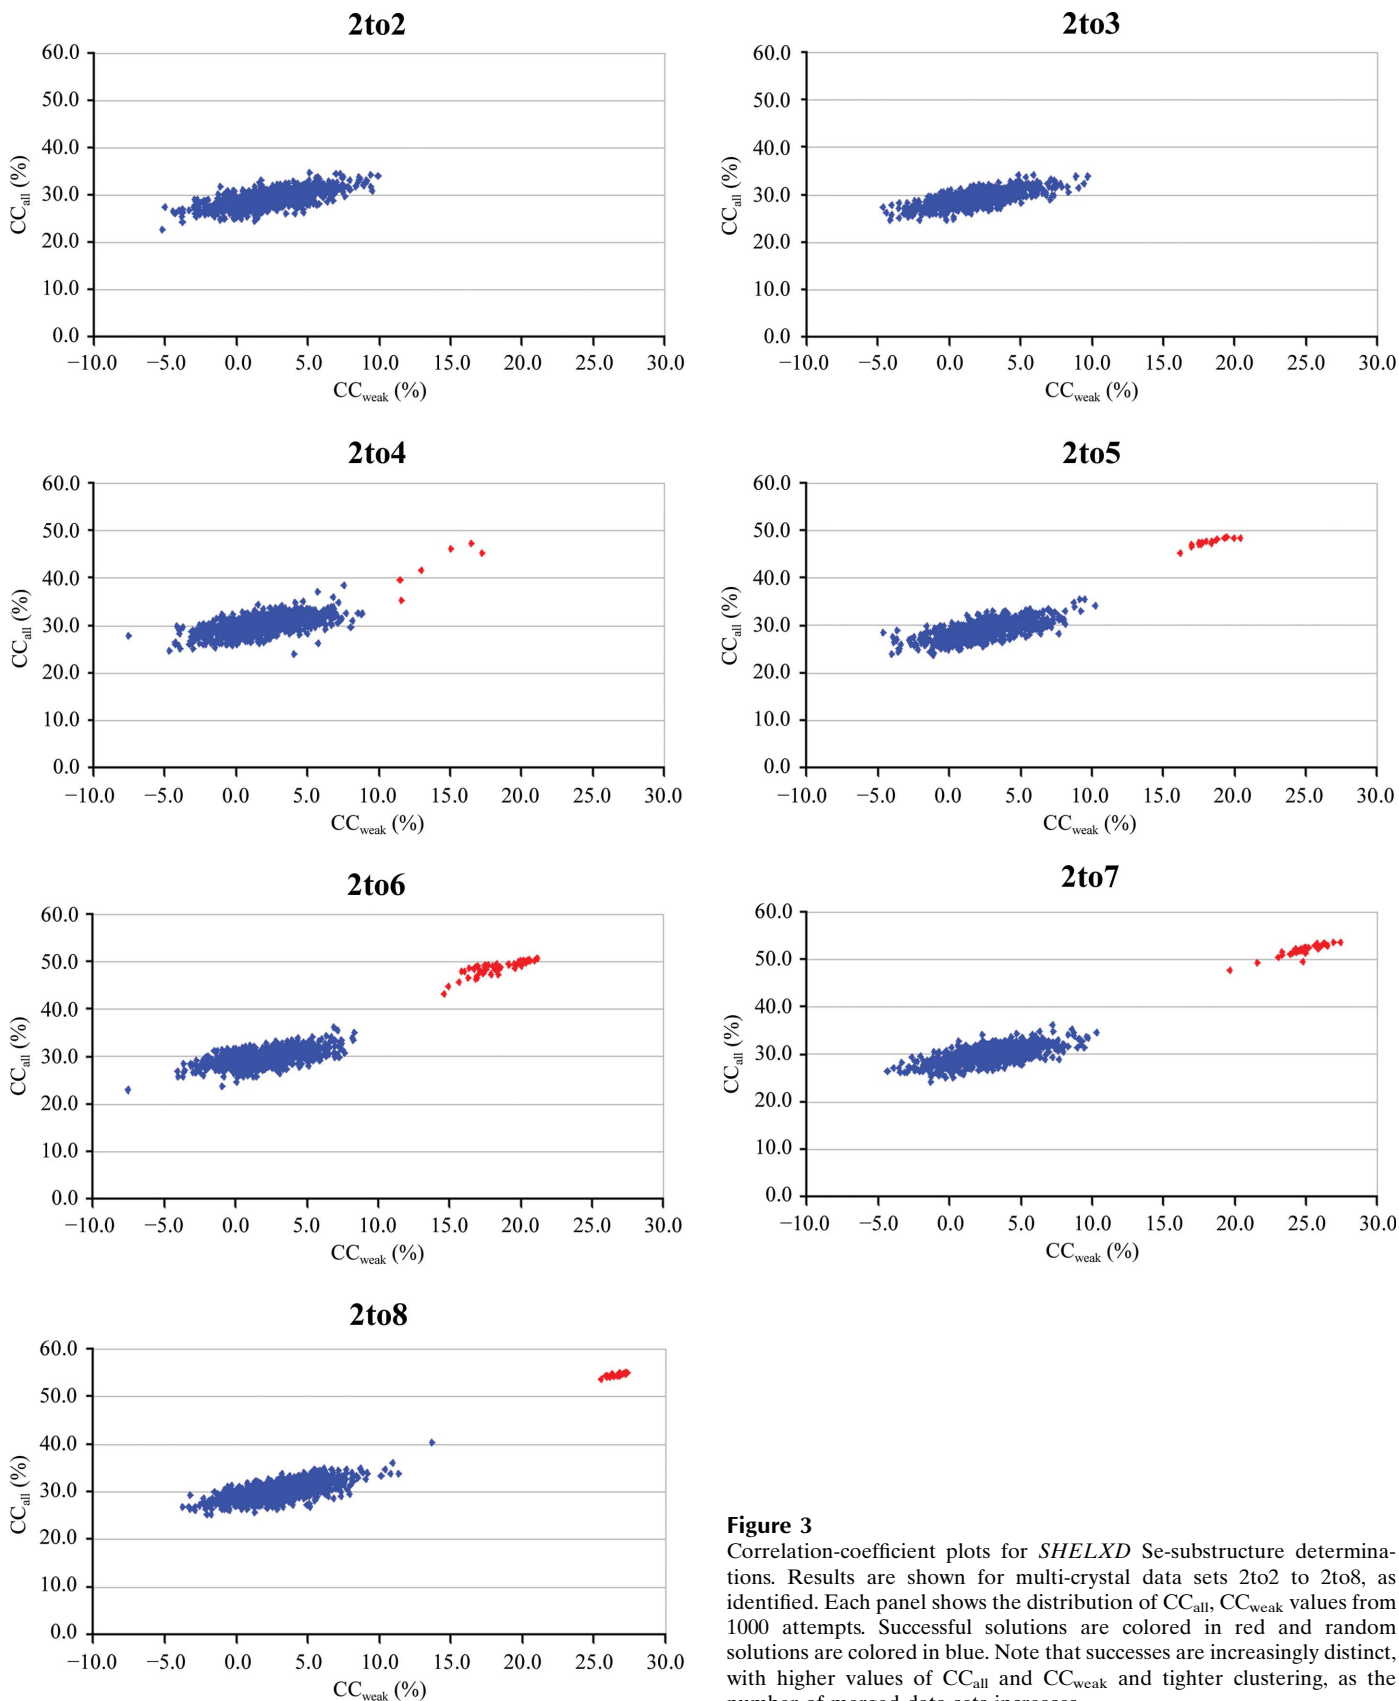 2to2
60.0
50.0
40.0
30.0
20.0
10.0
0.0
CCall (%)
−10.0 −5.0 0.0 5.0 10.0 15.0 20.0 25.0 30.0
CCweak (%)
2to3
60.0
50.0
40.0
30.0
20.0
10.0
0.0
CCall (%)
−10.0 −5.0 0.0 5.0 10.0 15.0 20.0 25.0 30.0
CCweak (%)
2to4
60.0
50.0
40.0
30.0
20.0
10.0
0.0
CCall (%)
−10.0 −5.0 0.0 5.0 10.0 15.0 20.0 25.0 30.0
CCweak (%)
2to5
60.0
50.0
40.0
30.0
20.0
10.0
0.0
CCall (%)
−10.0 −5.0 0.0 5.0 10.0 15.0 20.0 25.0 30.0
CCweak (%)
2to6
60.0
50.0
40.0
30.0
20.0
10.0
0.0
CCall (%)
−10.0 −5.0 0.0 5.0 10.0 15.0 20.0 25.0 30.0
CCweak (%)
2to7
60.0
50.0
40.0
30.0
20.0
10.0
0.0
CCall (%)
−10.0 −5.0 0.0 5.0 10.0 15.0 20.0 25.0 30.0
CCweak (%)
2to8
60.0
50.0
40.0
30.0
20.0
10.0
0.0
CCall (%)
−10.0 −5.0 0.0 5.0 10.0 15.0 20.0 25.0 30.0
CCweak (%)
Figure 3
Correlation-coefficient plots for SHELXD Se-substructure determina-
tions. Results are shown for multi-crystal data sets 2to2 to 2to8, as
identified. Each panel shows the distribution of CCall, CCweak values from
1000 attempts. Successful solutions are colored in red and random
solutions are colored in blue. Note that successes are increasingly distinct,
with higher values of CCall and CCweak and tighter clustering, as the
number of merged data sets increases